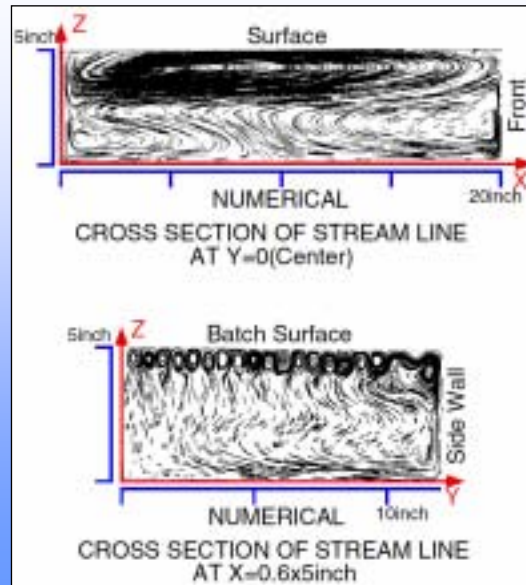 Z
5inch
Surface
Front
X
NUMERICAL
20inch
CROSS SECTION OF STREAM LINE
AT Y=0(Center)
Z
5inch
Batch Surface
Side Wall
Y
NUMERICAL
10inch
CROSS SECTION OF STREAM LINE
AT X=0.6x5inch